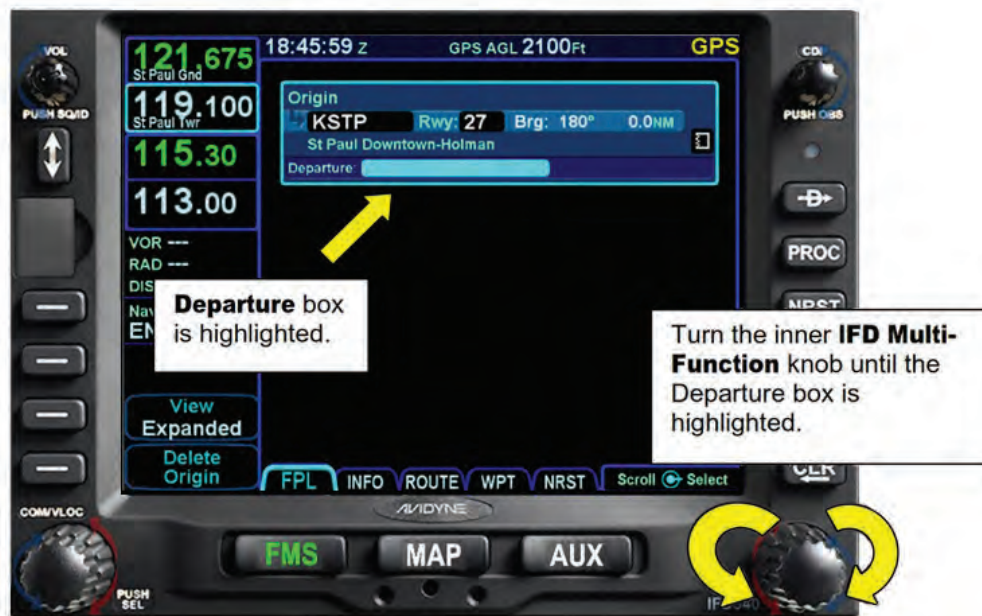 VOL
PUSH SQ/ID
121.675
St Paul Gnd
119.100
St Paul Twr
115.30
113.00
VOR ---
RAD ---
DIS
Nav
EN
View
Expanded
Delete
Origin
18:45:59 Z GPS AGL 2100Ft GPS
Origin
KSTP Rwy: 27 Brg: 180° 0.0NM
St Paul Downtown-Holman
Departure:
Departure box
is highlighted.
CDI
PUSH OBS
D
PROC
NRST
Turn the inner IFD Multi-
Function knob until the
Departure box is
highlighted.
CLR
FPL INFO ROUTE WPT NRST Scroll Select
AVIDYNE
COM/VLOC
PUSH
SEL
FMS MAP AUX